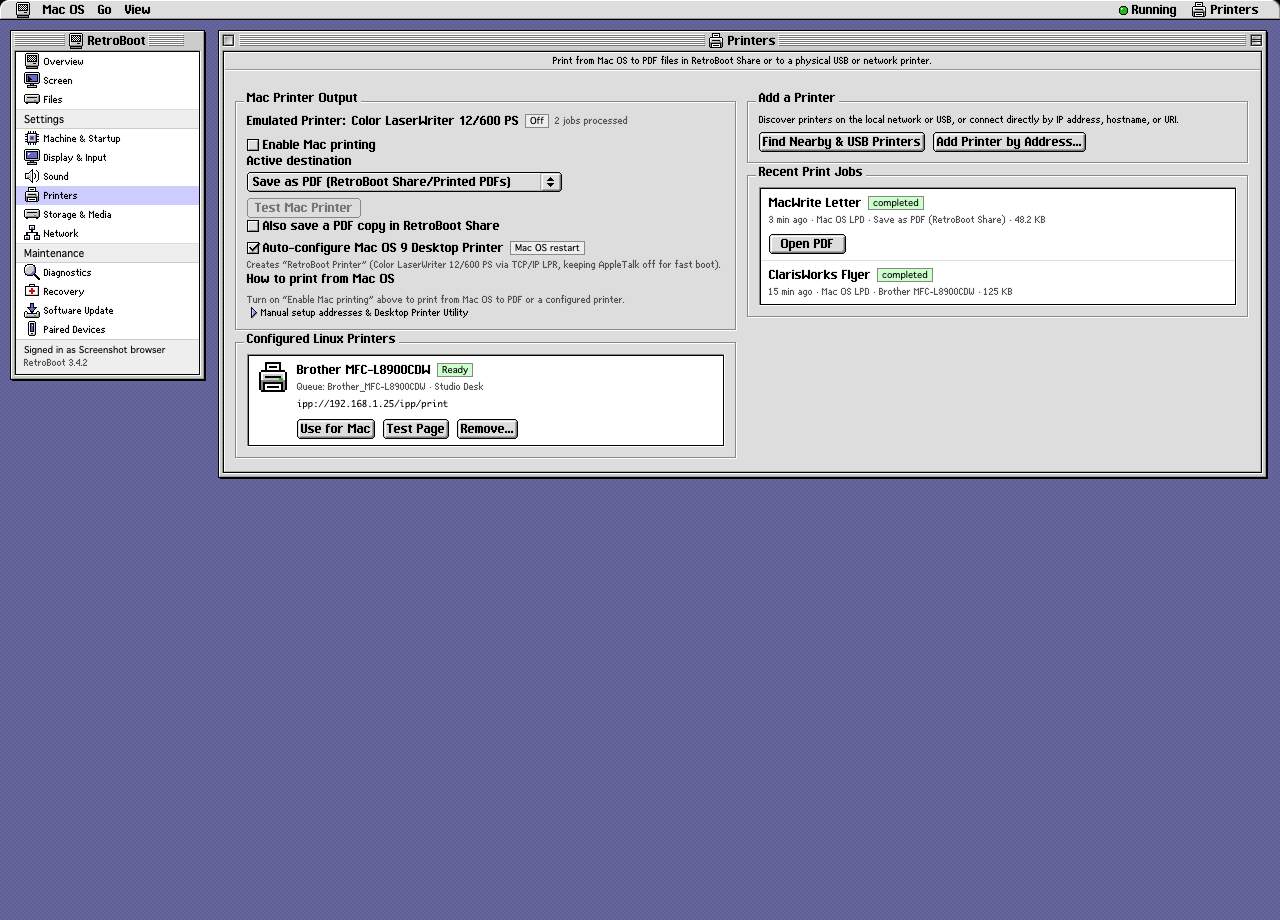 Mac OS Go View
Running Printers
RetroBoot
Overview
Screen
Files
Settings
Machine & Startup
Display & Input
Sound
Printers
Storage & Media
Network
Maintenance
Diagnostics
Recovery
Software Update
Paired Devices
Signed in as Screenshot browser
RetroBoot 3.4.2
Printers
Print from Mac OS to PDF files in RetroBoot Share or to a physical USB or network printer.
Mac Printer Output
Emulated Printer: Color LaserWriter 12/600 PS Off 2 jobs processed
Enable Mac printing
Active destination
Save as PDF (RetroBoot Share/Printed PDFs)
Test Mac Printer
Also save a PDF copy in RetroBoot Share
Auto-configure Mac OS 9 Desktop Printer Mac OS restart
Creates “RetroBoot Printer” (Color LaserWriter 12/600 PS via TCP/IP LPR, keeping AppleTalk off for fast boot).
How to print from Mac OS
Turn on “Enable Mac printing” above to print from Mac OS to PDF or a configured printer.
Manual setup addresses & Desktop Printer Utility
Configured Linux Printers
Brother MFC-L8900CDW Ready
Queue: Brother_MFC-L8900CDW · Studio Desk
ipp://192.168.1.25/ipp/print
Use for Mac Test Page Remove...
Add a Printer
Discover printers on the local network or USB, or connect directly by IP address, hostname, or URI.
Find Nearby & USB Printers Add Printer by Address...
Recent Print Jobs
MacWrite Letter completed
3 min ago · Mac OS LPD · Save as PDF (RetroBoot Share) · 48.2 KB
Open PDF
ClarisWorks Flyer completed
15 min ago · Mac OS LPD · Brother MFC-L8900CDW · 125 KB